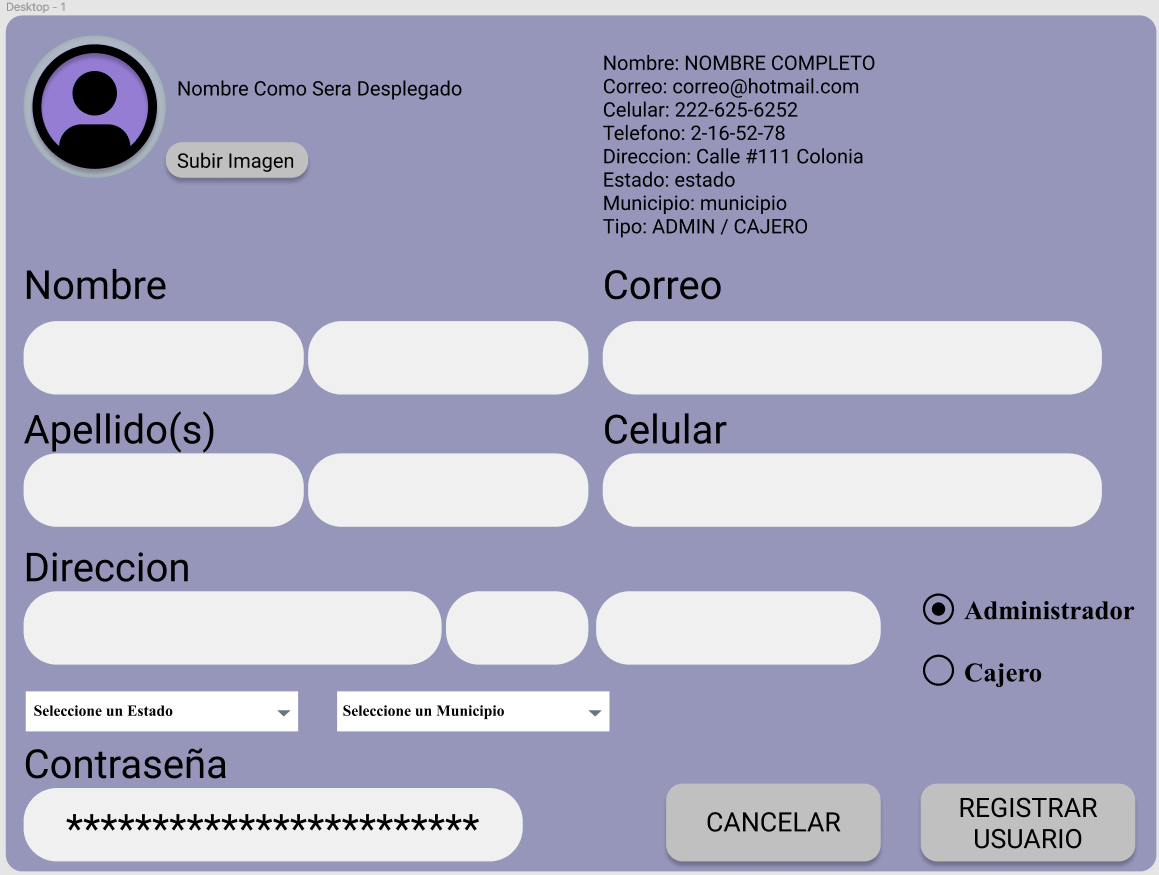 Desktop - 1
Nombre Como Sera Desplegado
Subir Imagen
Nombre: NOMBRE COMPLETO
Correo: correo@hotmail.com
Celular: 222-625-6252
Telefono: 2-16-52-78
Direccion: Calle #111 Colonia
Estado: estado
Municipio: municipio
Tipo: ADMIN / CAJERO
Nombre
Correo
Apellido(s)
Celular
Direccion
Administrador
Cajero
Seleccione un Estado
Seleccione un Municipio
Contraseña
************************
CANCELAR
REGISTRAR
USUARIO